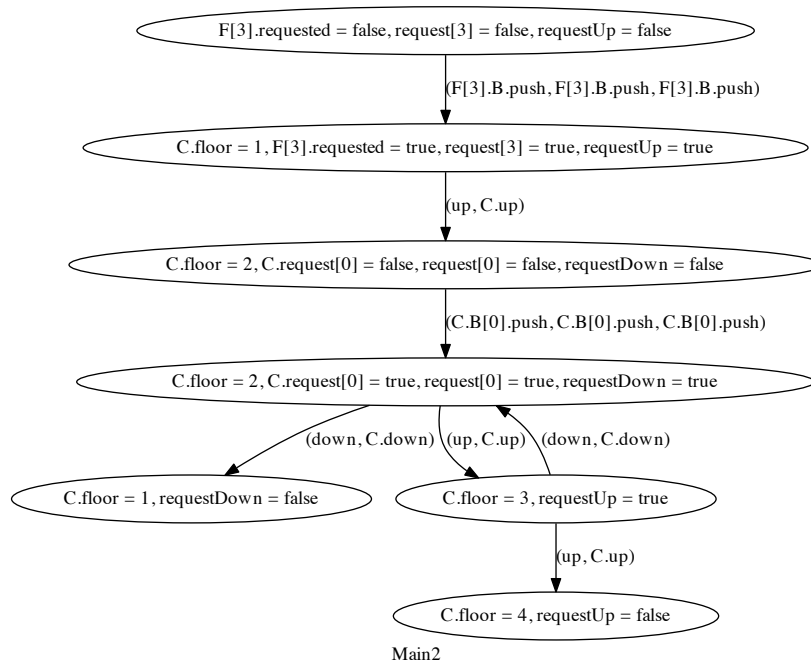 F[3].requested = false, request[3] = false, requestUp = false
(F[3].B.push, F[3].B.push, F[3].B.push)
C.floor = 1, F[3].requested = true, request[3] = true, requestUp = true
(up, C.up)
C.floor = 2, C.request[0] = false, request[0] = false, requestDown = false
(C.B[0].push, C.B[0].push, C.B[0].push)
C.floor = 2, C.request[0] = true, request[0] = true, requestDown = true
(down, C.down) (up, C.up) (down, C.down)
C.floor = 1, requestDown = false C.floor = 3, requestUp = true
(up, C.up)
C.floor = 4, requestUp = false
Main2